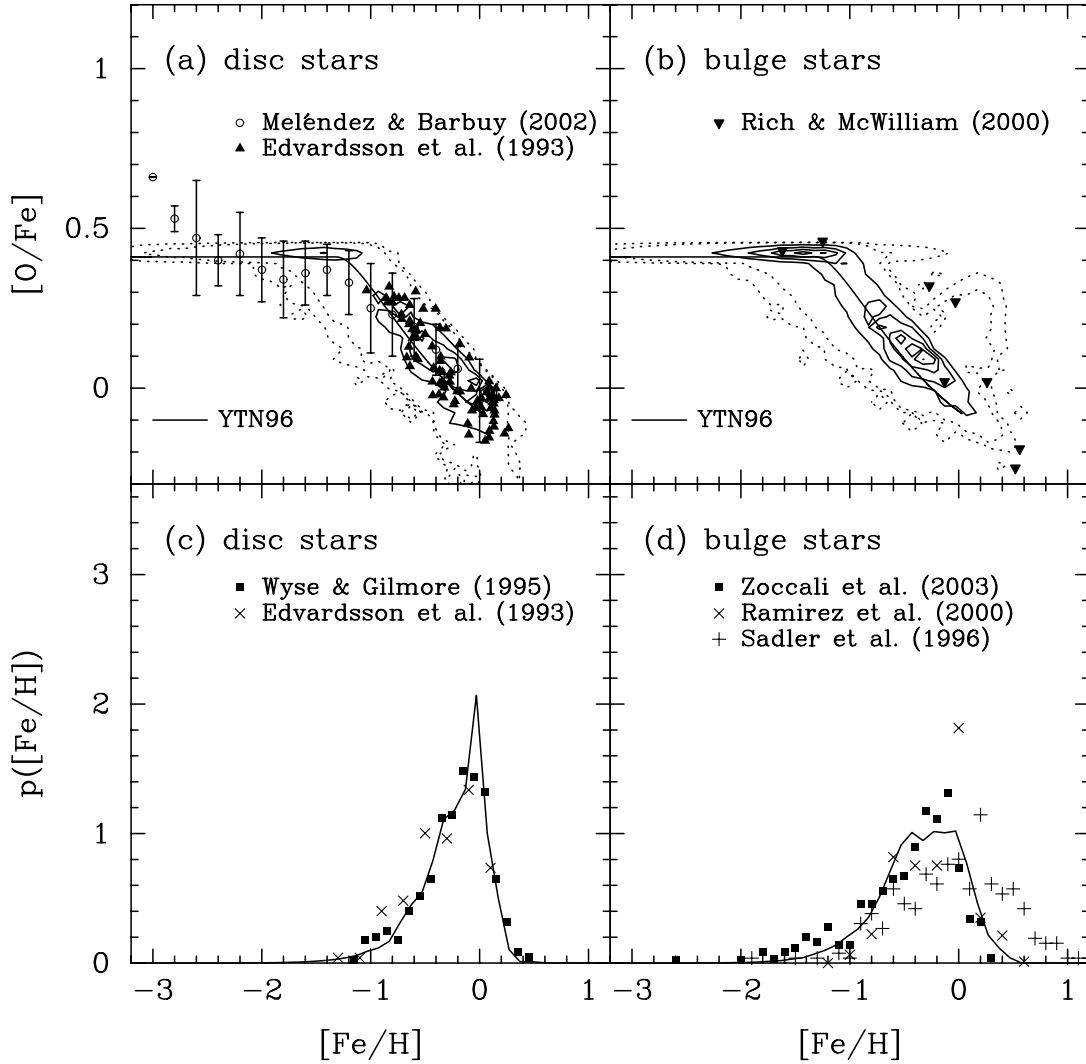 (a) disc stars
Meléndez & Barbuy (2002)
Edvardsson et al. (1993)
YTN96
(b) bulge stars
Rich & McWilliam (2000)
YTN96
[O/Fe]
1
0.5
0
(c) disc stars
Wyse & Gilmore (1995)
Edvardsson et al. (1993)
(d) bulge stars
Zoccali et al. (2003)
Ramirez et al. (2000)
Sadler et al. (1996)
p([Fe/H])
3
2
1
0
−3 −2 −1 0
−3 −2 −1 0 1
[Fe/H]
[Fe/H]